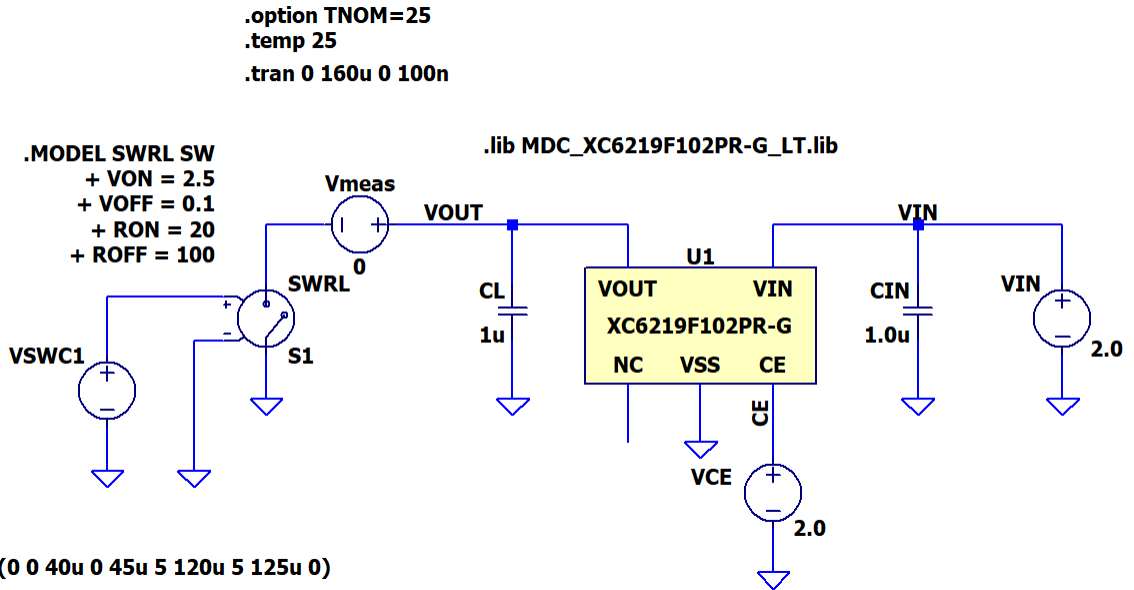 .option TNOM=25
.temp 25
.tran 0 160u 0 100n
.lib MDC_XC6219F102PR-G_LT.lib
.MODEL SWRL SW
+ VON = 2.5
+ VOFF = 0.1
+ RON = 20
+ ROFF = 100
Vmeas
VOUT
VIN
0
U1
SWRL
CL
VOUT
VIN
CIN
VIN
+
-
XC6219F102PR-G
1u
1.0u
2.0
VSWC1
S1
NC
VSS
CE
CE
VCE
2.0
(0 0 40u 0 45u 5 120u 5 125u 0)